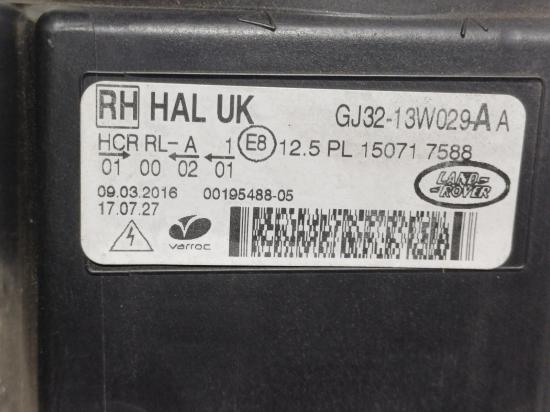 RH HAL UK GJ32-13W029-A A
HCR RL-A 1 E8 12.5 PL 15071 7588
01 00 02 01
09.03.2016 00195488-05
17.07.27
LAND-
-ROVER
varroc